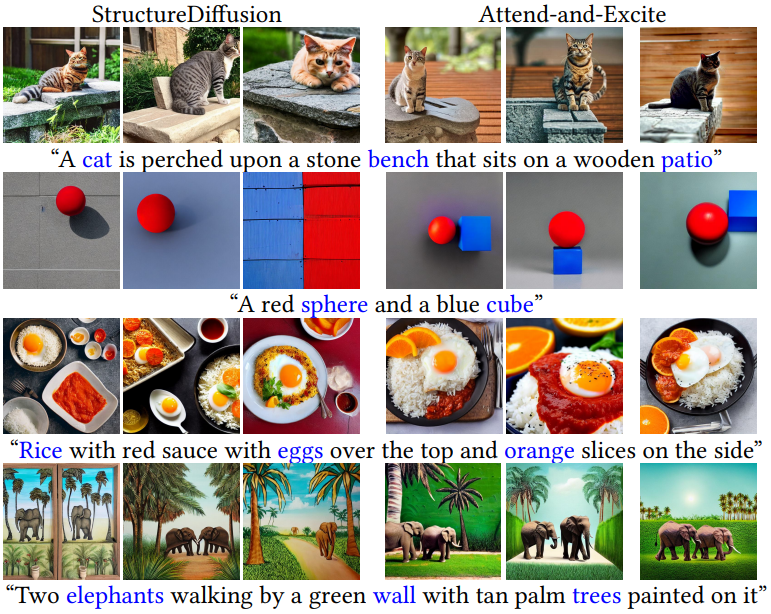 StructureDiffusion
Attend-and-Excite
“A cat is perched upon a stone bench that sits on a wooden patio”
“A red sphere and a blue cube”
“Rice with red sauce with eggs over the top and orange slices on the side”
“Two elephants walking by a green wall with tan palm trees painted on it”